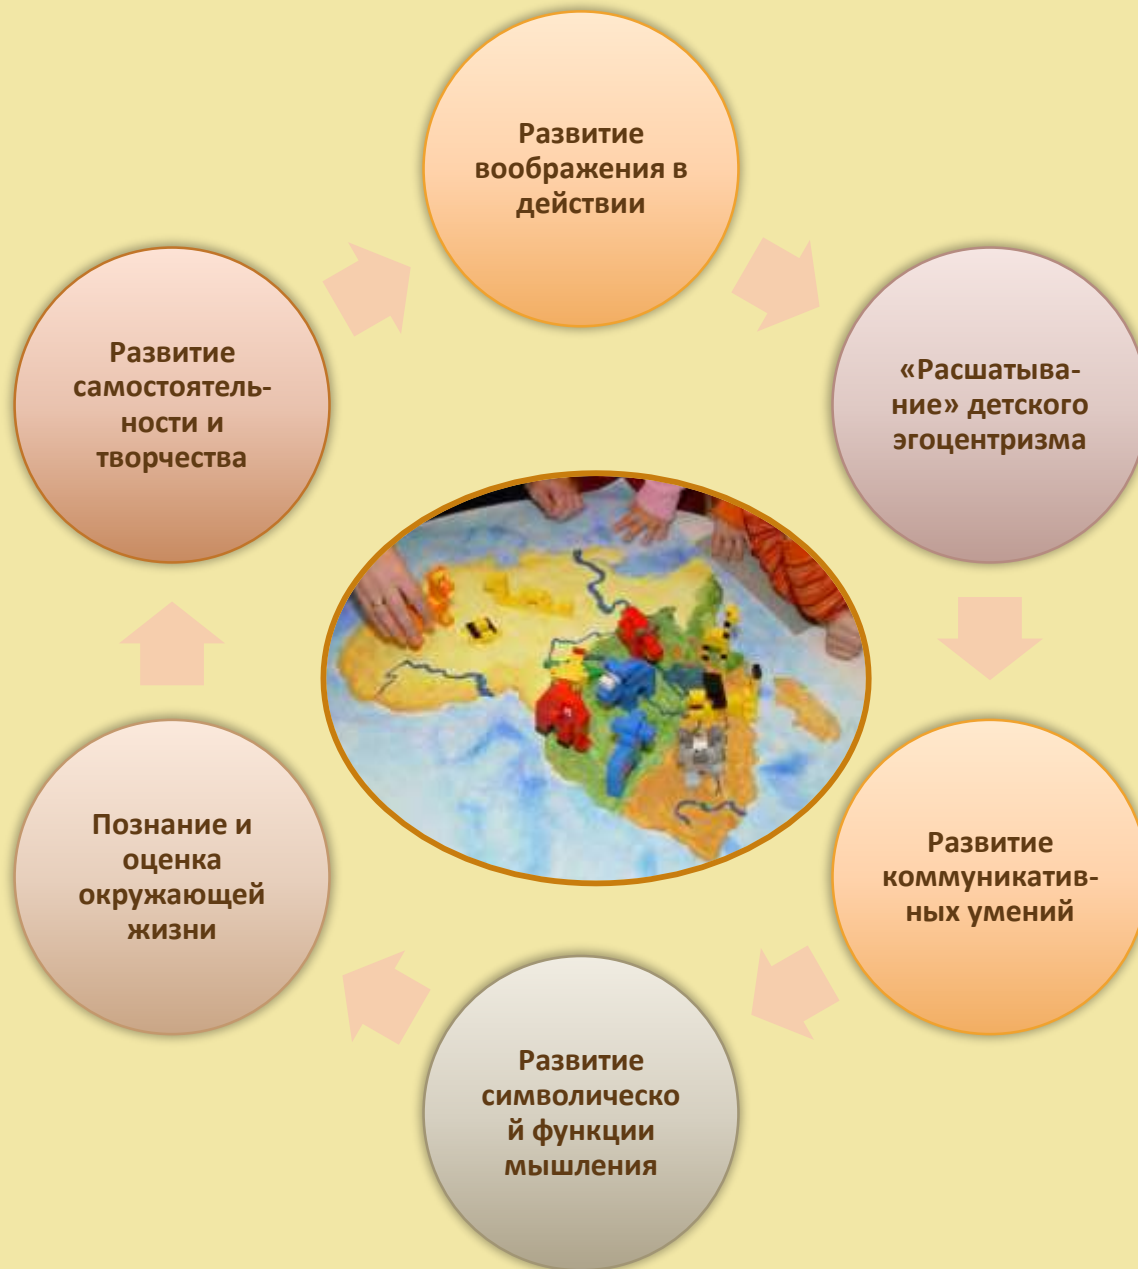 Развитие
воображения в
действии
«Расшатыва-
ние» детского
эгоцентризма
Развитие
коммуникатив-
ных умений
Развитие
символическо
й функции
мышления
Познание и
оценка
окружающей
жизни
Развитие
самостоятель-
ности и
творчества